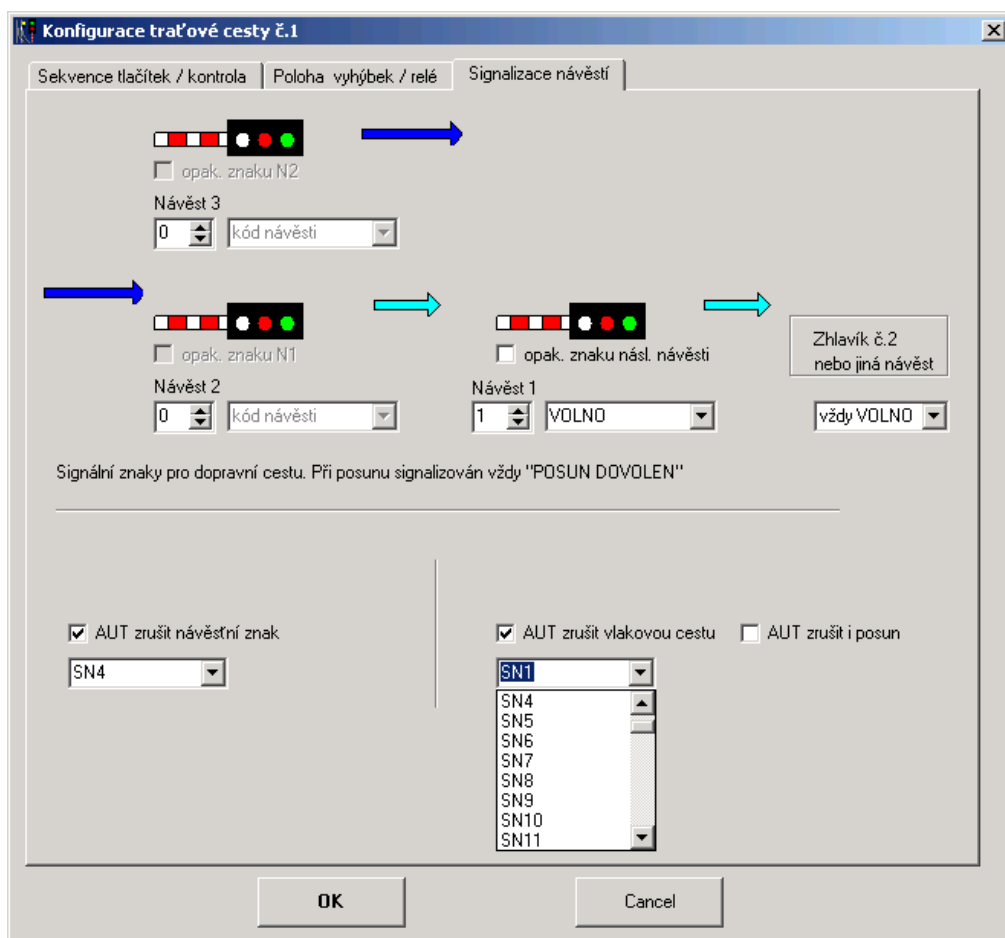 Konfigurace traťové cesty č.1
Sekvence tlačítek / kontrola
Poloha vyhýbek / relé
Signalizace návěstí
opak. znaku N2
Návěst 3
0
kód návěsti
opak. znaku N1
opak. znaku násl. návěsti
Zhlavík č.2
nebo jiná návěst
Návěst 2
Návěst 1
0
kód návěsti
1
VOLNO
vždy VOLNO
Signální znaky pro dopravní cestu. Při posunu signalizován vždy "POSUN DOVOLEN"
AUT zrušit návěstní znak
AUT zrušit vlakovou cestu
AUT zrušit i posun
SN4
SN1
SN4
SN5
SN6
SN7
SN8
SN9
SN10
SN11
OK
Cancel